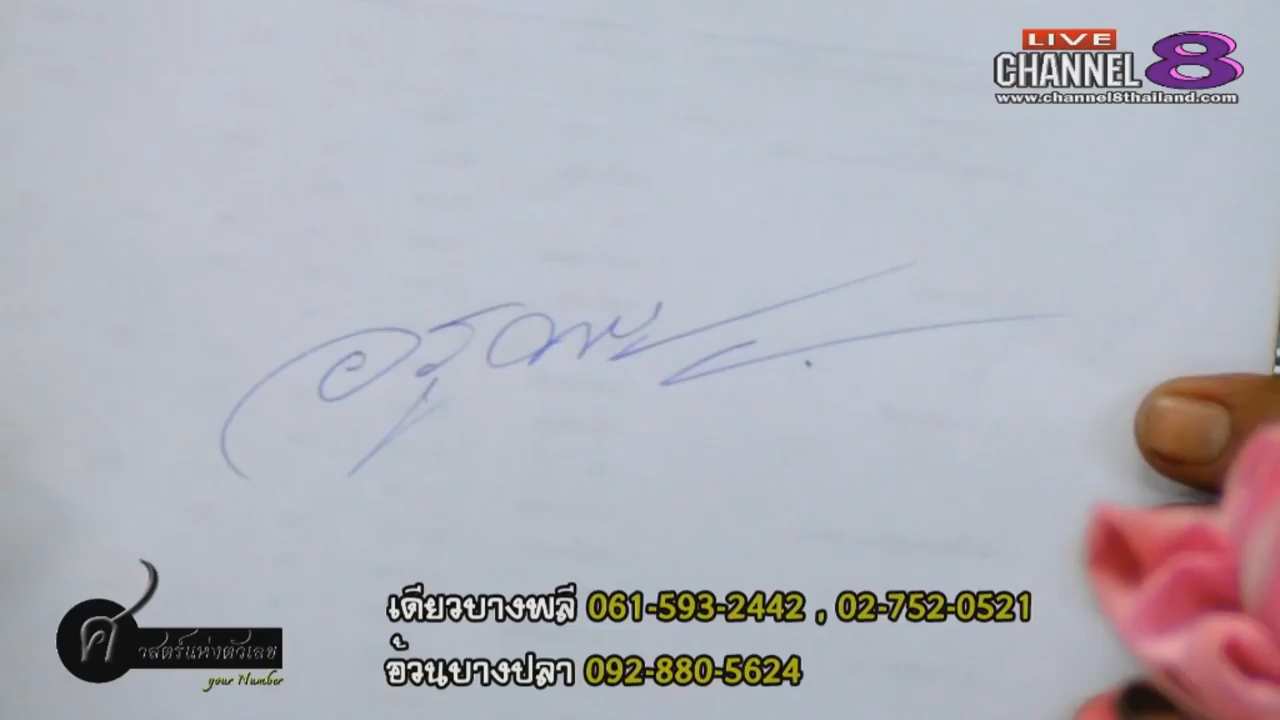 LIVE
CHANNEL 8
www.channel8thailand.com
เดียวบางพลี 061-593-2442 , 02-752-0521
อ้วนบางปลา 092-880-5624
ศาสตร์แห่งตัวเลข
your Number